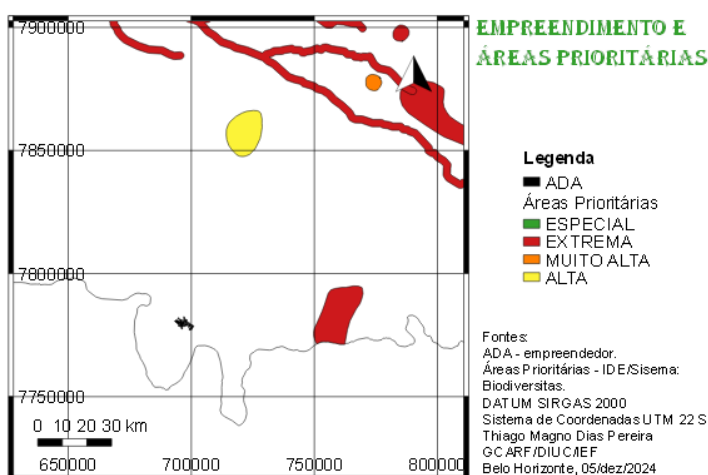 EMPREENDIMENTO E
ÁREAS PRIORITÁRIAS
7900000
7850000
7800000
7750000
0 10 20 30 km
650000 700000 750000 800000
Legenda
ADA
Áreas Prioritárias
ESPECIAL
EXTREMA
MUITO ALTA
ALTA
Fontes:
ADA - empreendedor.
Áreas Prioritárias - IDE/Sisema:
Biodiversitas.
DATUM SIRGAS 2000
Sistema de Coordenadas UTM 22 S
Thiago Magno Dias Pereira
GCARF/DIUC/IEF
Belo Horizonte, 05/dez/2024